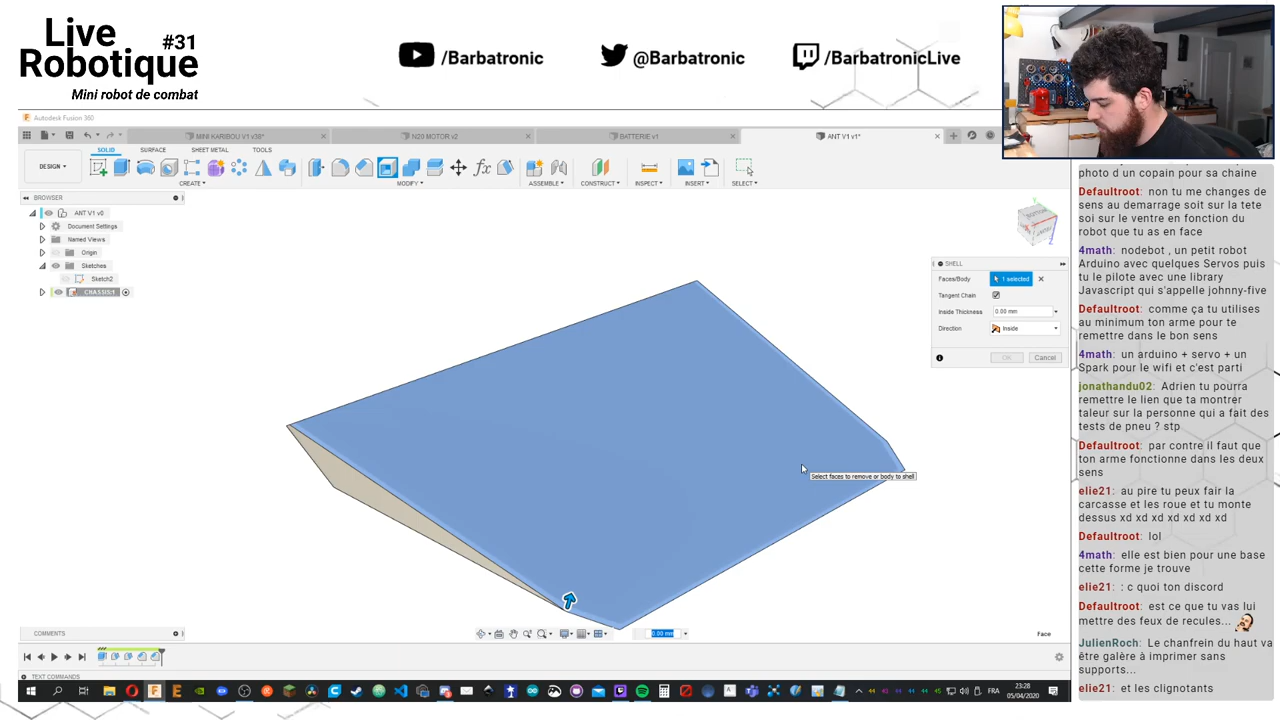 Live
Robotique
#31
Mini robot de combat
/Barbatronic
@Barbatronic
/BarbatronicLive
Autodesk Fusion 360
MINI KARIBOU V1 v38*
N20 MOTOR v2
BATTERIE v1
ANT V1 v1*
SOLID
SURFACE
SHEET METAL
TOOLS
DESIGN
CREATE
MODIFY
ASSEMBLE
CONSTRUCT
INSPECT
INSERT
SELECT
BROWSER
ANT V1 v0
Document Settings
Named Views
Origin
Sketches
Sketch2
CHASSIS:1
BOTTOM
FRONT
SHELL
Faces/Body
1 selected
Tangent Chain
Inside Thickness
0.00 mm
Direction
Inside
OK
Cancel
Select faces to remove or body to shell
0.00 mm
Face
COMMENTS
TEXT COMMANDS
FRA
23:28
05/04/2020
photo d un copain pour sa chaine
Defaultroot: non tu me changes de
sens au demarrage soit sur la tete
soi sur le ventre en fonction du
robot que tu as en face
4math: nodebot , un petit robot
Arduino avec quelques Servos puis
tu le pilote avec une library
Javascript qui s'appelle johnny-five
Defaultroot: comme ça tu utilises
au minimum ton arme pour te
remettre dans le bon sens
4math: un arduino + servo + un
Spark pour le wifi et c'est parti
jonathandu02: Adrien tu pourra
remettre le lien que ta montrer
taleur sur la personne qui a fait des
tests de pneu ? stp
Defaultroot: par contre il faut que
ton arme fonctionne dans les deux
sens
elie21: au pire tu peux fair la
carcasse et les roue et tu monte
dessus xd xd xd xd xd xd xd
Defaultroot: lol
4math: elle est bien pour une base
cette forme je trouve
elie21: : c quoi ton discord
Defaultroot: est ce que tu vas lui
mettre des feux de recules...
JulienRoch: Le chanfrein du haut va
être galère à imprimer sans
supports...
elie21: et les clignotants